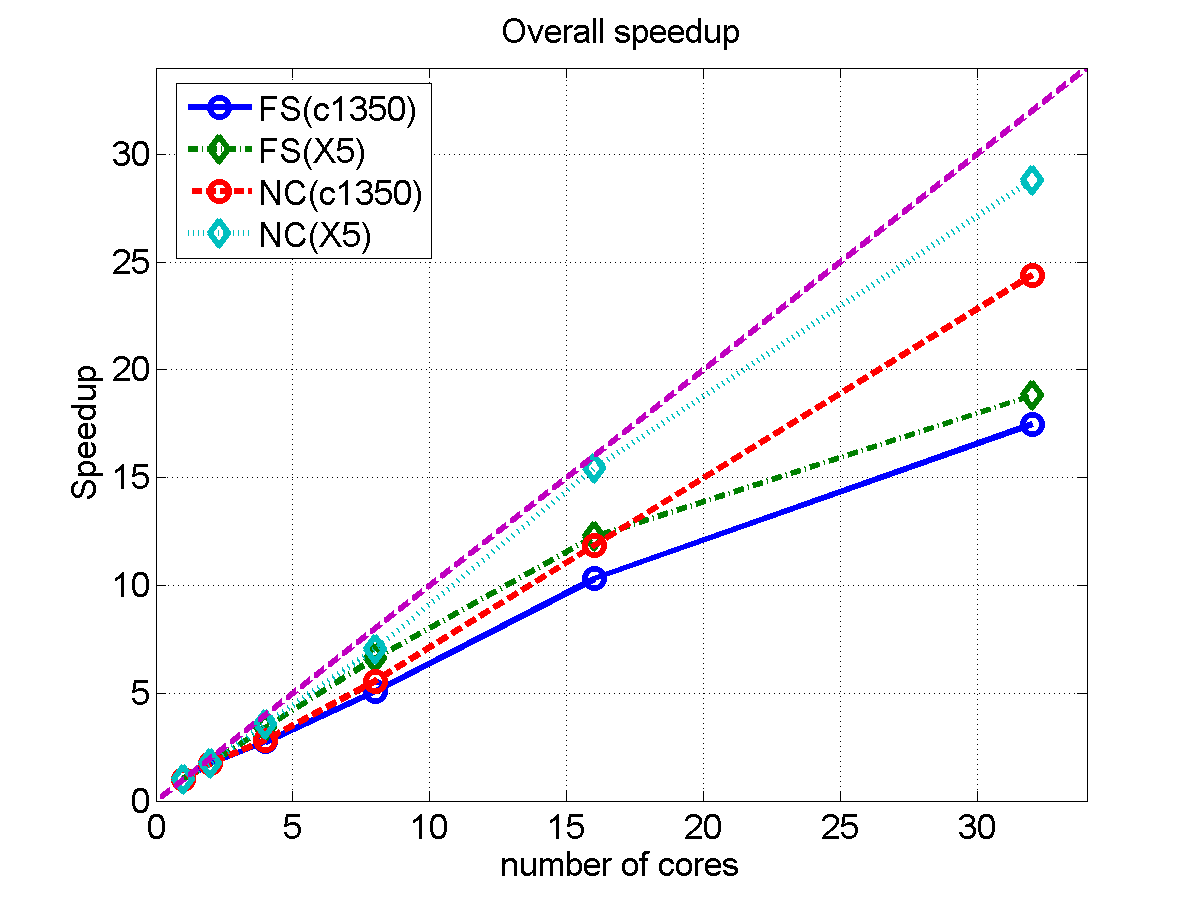 Overall speedup
FS(c1350)
FS(X5)
NC(c1350)
NC(X5)
30
25
20
15
10
5
0
Speedup
0 5 10 15 20 25 30
number of cores